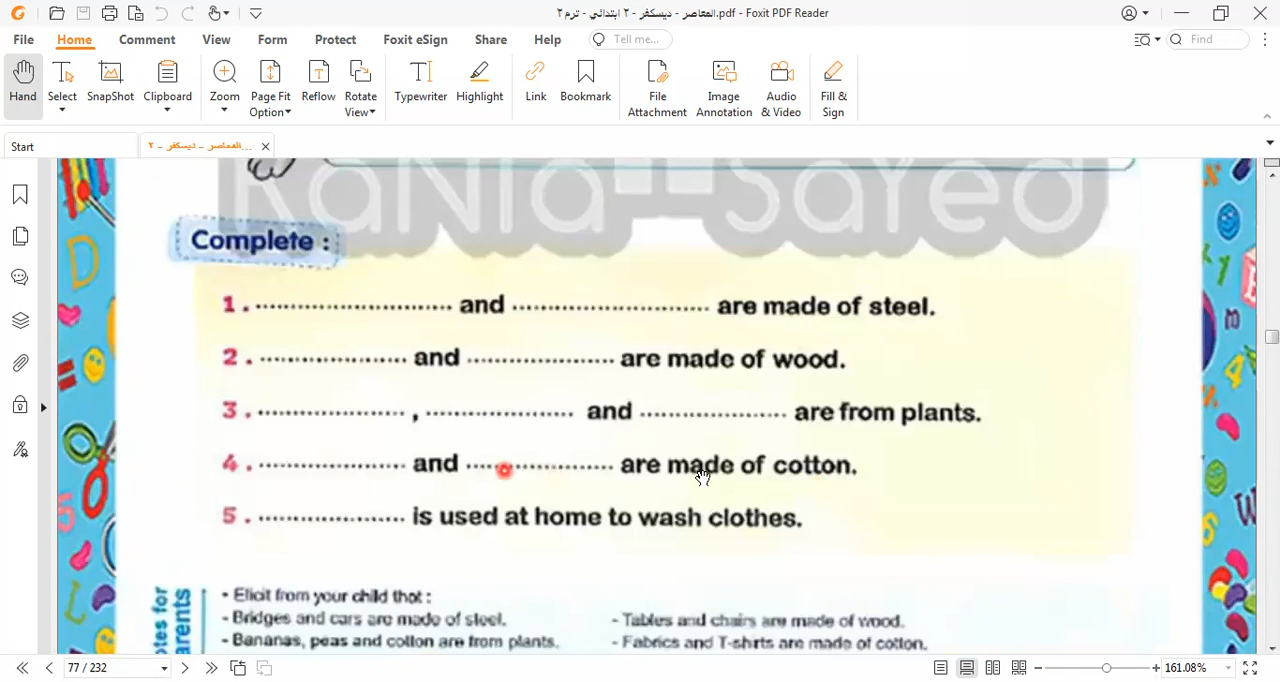 المعاصر - ديسكفر - ٢ ابتدائي - ترم٢.pdf - Foxit PDF Reader
File Home Comment View Form Protect Foxit eSign Share Help Tell me... Find
Hand Select SnapShot Clipboard Zoom Page Fit Option Reflow Rotate View Typewriter Highlight Link Bookmark File Attachment Image Annotation Audio & Video Fill & Sign
Start
المعاصر - ديسكفر - ٢...
RaNia--Sayed
Complete :
1. .............................. and .............................. are made of steel.
2. ...................... and ...................... are made of wood.
3. ...................... , ...................... and ...................... are from plants.
4. ...................... and ...................... are made of cotton.
5. ...................... is used at home to wash clothes.
- Elicit from your child that :
- Bridges and cars are made of steel.
- Tables and chairs are made of wood.
- Bananas, peas and cotton are from plants.
- Fabrics and T-shirts are made of cotton.
77 / 232
161.08%